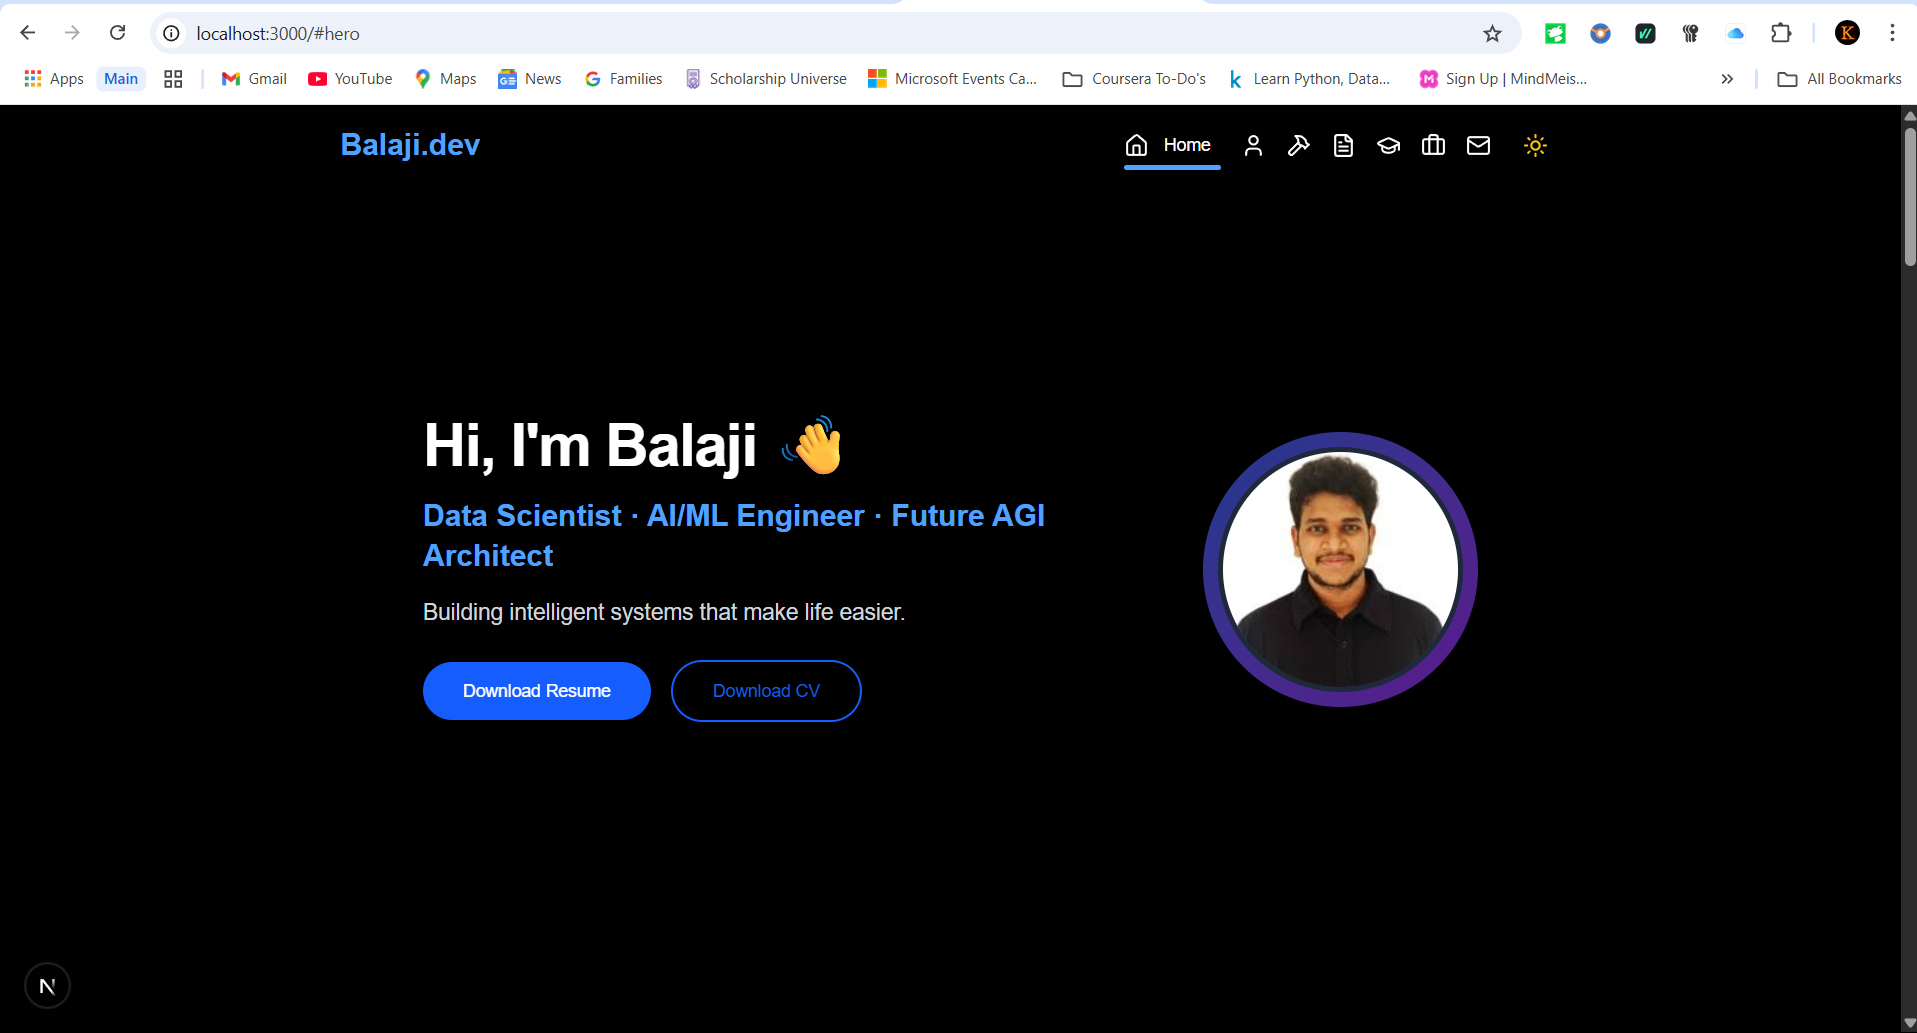 localhost:3000/#hero
K
Apps
Main
Gmail
YouTube
Maps
News
Families
Scholarship Universe
Microsoft Events Ca...
Coursera To-Do's
Learn Python, Data...
Sign Up | MindMeis...
All Bookmarks
Balaji.dev
Home
Hi, I'm Balaji 👋
Data Scientist · AI/ML Engineer · Future AGI
Architect
Building intelligent systems that make life easier.
Download Resume
Download CV
N